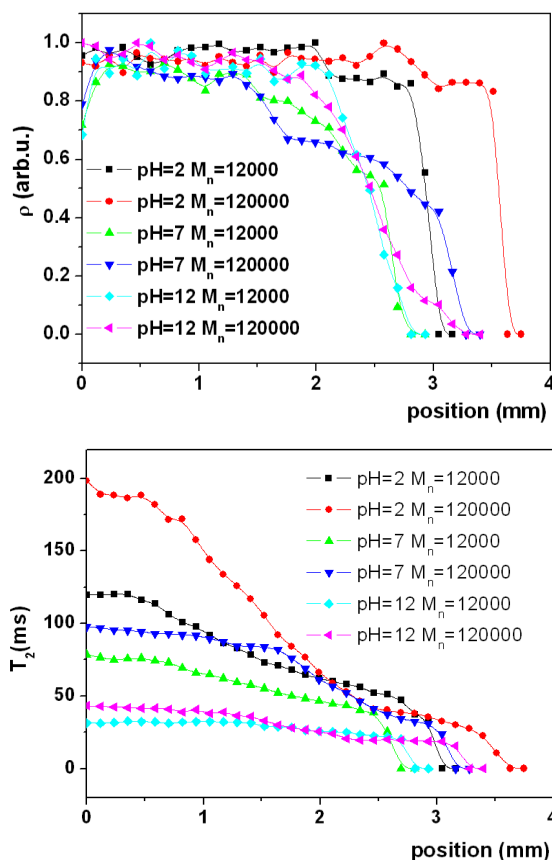 1.0
0.8
0.6
0.4
0.2
0.0
ρ (arb.u.)
pH=2 Mn=12000
pH=2 Mn=120000
pH=7 Mn=12000
pH=7 Mn=120000
pH=12 Mn=12000
pH=12 Mn=120000
0 1 2 3 4
position (mm)
200
150
100
50
0
T2(ms)
pH=2 Mn=12000
pH=2 Mn=120000
pH=7 Mn=12000
pH=7 Mn=120000
pH=12 Mn=12000
pH=12 Mn=120000
0 1 2 3 4
position (mm)